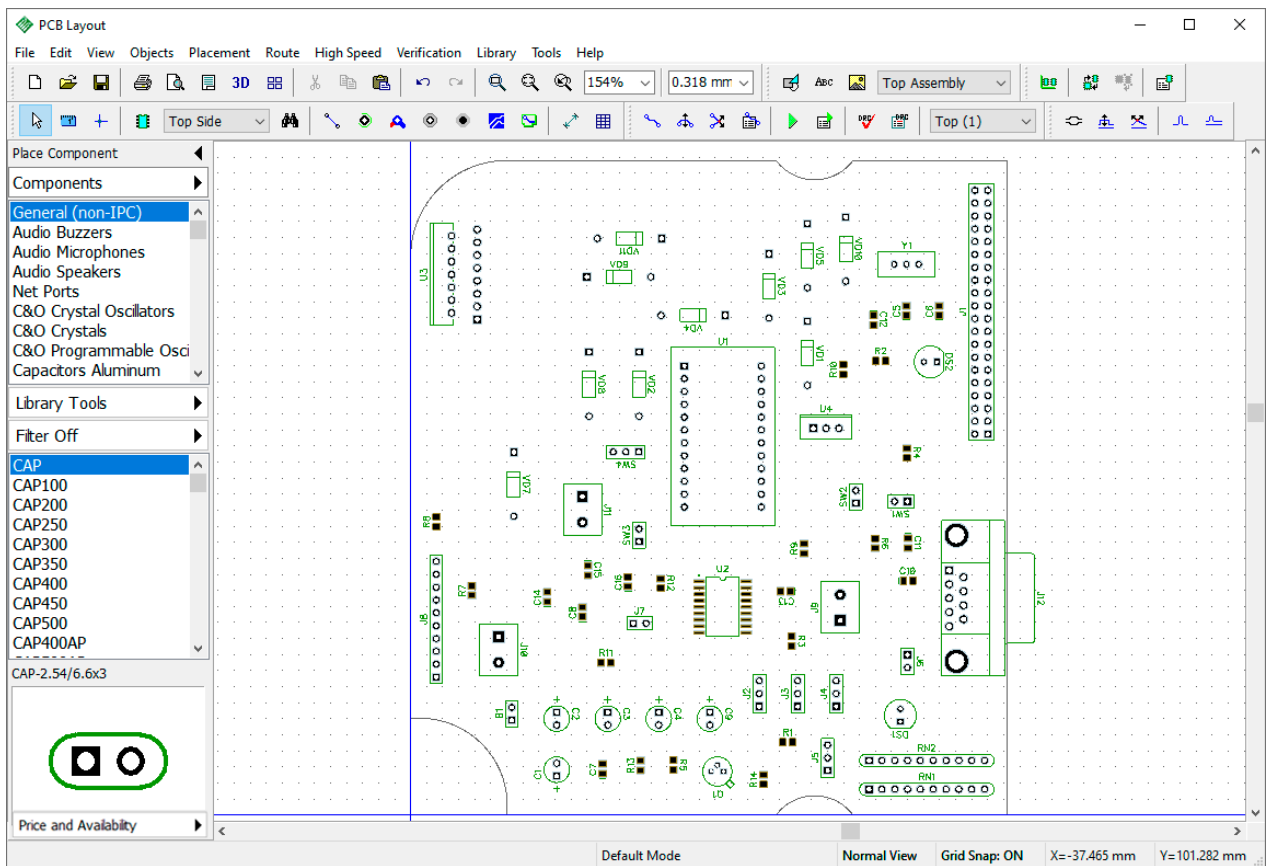 PCB Layout
File Edit View Objects Placement Route High Speed Verification Library Tools Help
3D 154% 0.318 mm ABC Top Assembly
Top Side DRC DRC Top (1)
Place Component
Components
General (non-IPC)
Audio Buzzers
Audio Microphones
Audio Speakers
Net Ports
C&O Crystal Oscillators
C&O Crystals
C&O Programmable Osci
Capacitors Aluminum
Library Tools
Filter Off
CAP
CAP100
CAP200
CAP250
CAP300
CAP350
CAP400
CAP450
CAP500
CAP400AP
CAP-2.54/6.6x3
Price and Availability
U3
VD11
VD9
VD5
VD10
Y1
VD3
J1
VD4
C12
C5
C6
U1
VD1
R10
R2
DS2
VD8
VD2
U4
SW4
R4
VD7
J11
SW2
SW1
R8
SW3
R9
R6
C11
C15
C16
R12
U2
C10
J12
R7
C14
C8
C13
J9
J8
J7
J10
R11
R3
J6
J2
J3
J4
B1
C2
C3
C4
C9
DS1
R1
J5
RN2
C1
C7
R13
R5
Q1
R14
RN1
Default Mode Normal View Grid Snap: ON X=-37.465 mm Y=101.282 mm